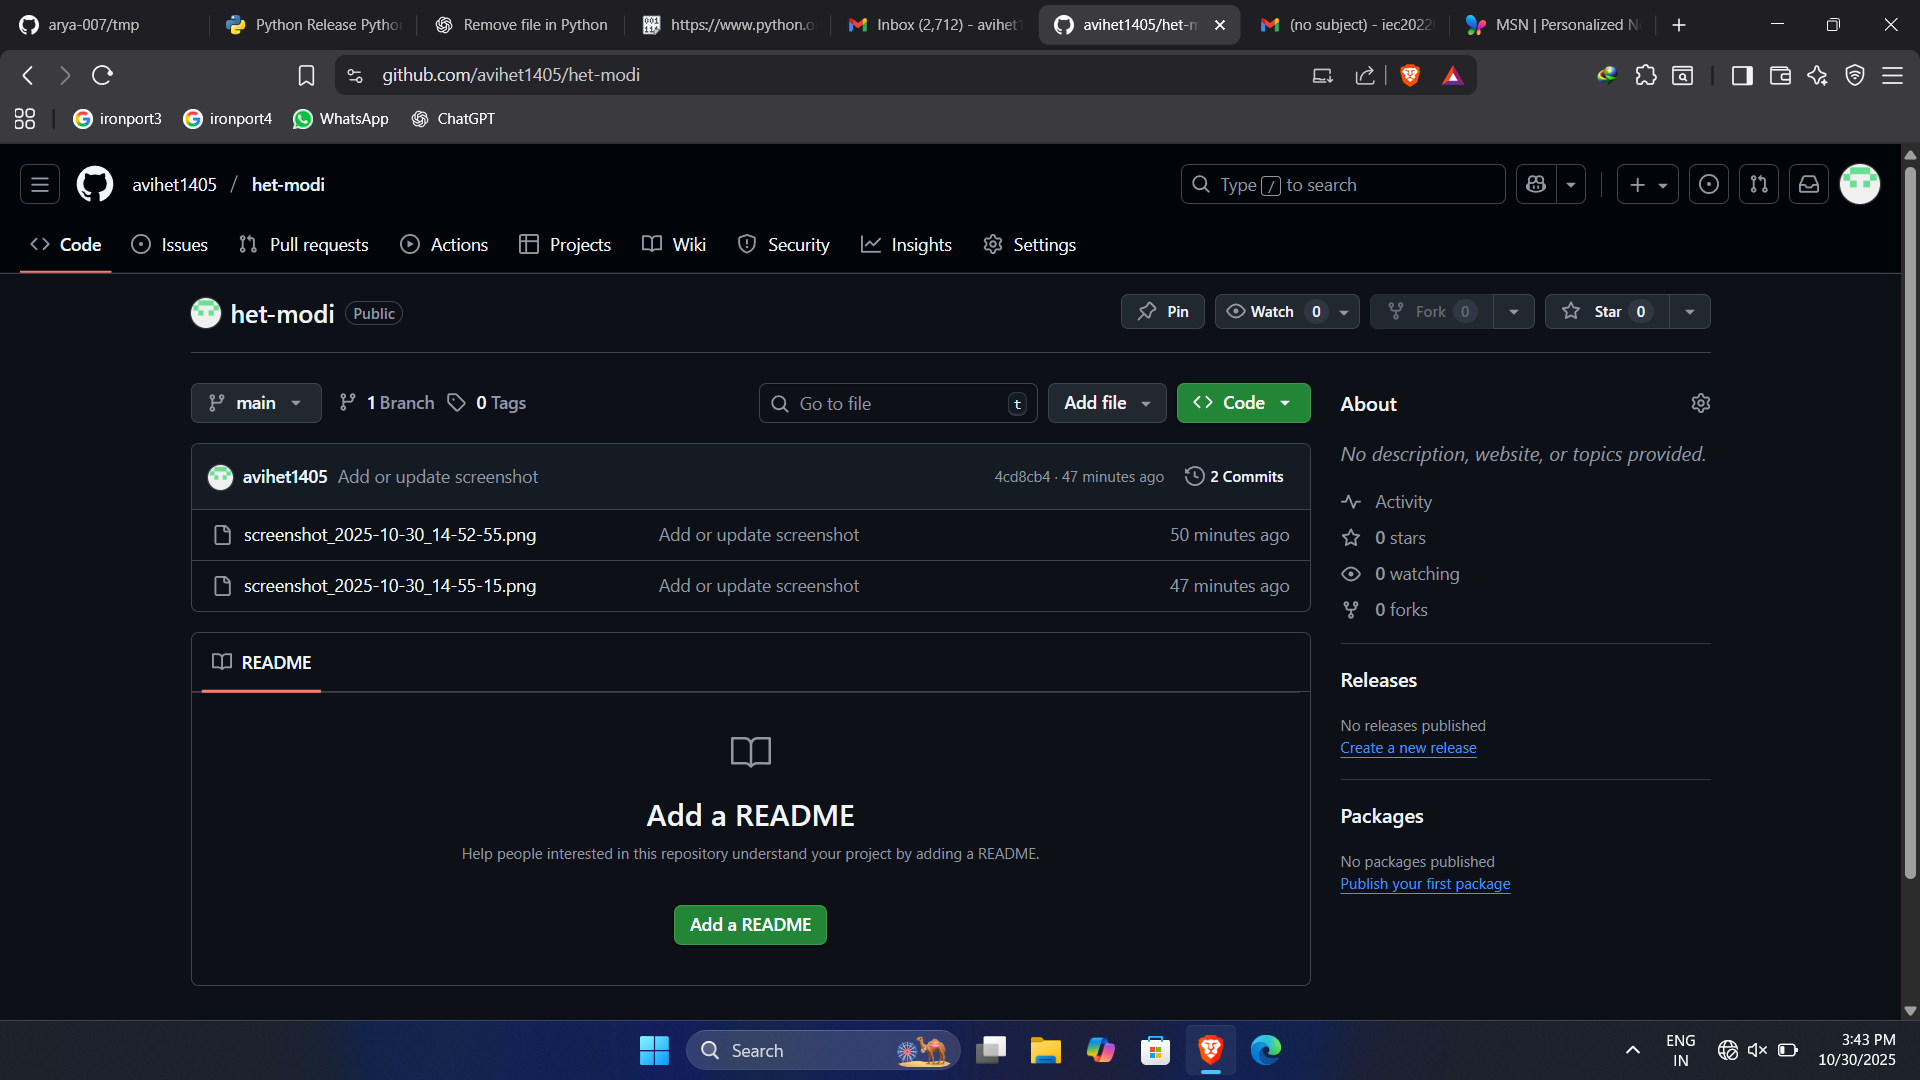 arya-007/tmp
Python Release Pytho
Remove file in Python
https://www.python.o
Inbox (2,712) - avihet1
avihet1405/het-m
(no subject) - iec2022
MSN | Personalized N
github.com/avihet1405/het-modi
ironport3
ironport4
WhatsApp
ChatGPT
avihet1405 / het-modi
Type / to search
Code
Issues
Pull requests
Actions
Projects
Wiki
Security
Insights
Settings
het-modi Public
Pin
Watch 0
Fork 0
Star 0
main
1 Branch
0 Tags
Go to file t
Add file
Code
avihet1405 Add or update screenshot 4cd8cb4 · 47 minutes ago 2 Commits
screenshot_2025-10-30_14-52-55.png Add or update screenshot 50 minutes ago
screenshot_2025-10-30_14-55-15.png Add or update screenshot 47 minutes ago
README
Add a README
Help people interested in this repository understand your project by adding a README.
Add a README
About
No description, website, or topics provided.
Activity
0 stars
0 watching
0 forks
Releases
No releases published
Create a new release
Packages
No packages published
Publish your first package
Search
ENG
IN
3:43 PM
10/30/2025